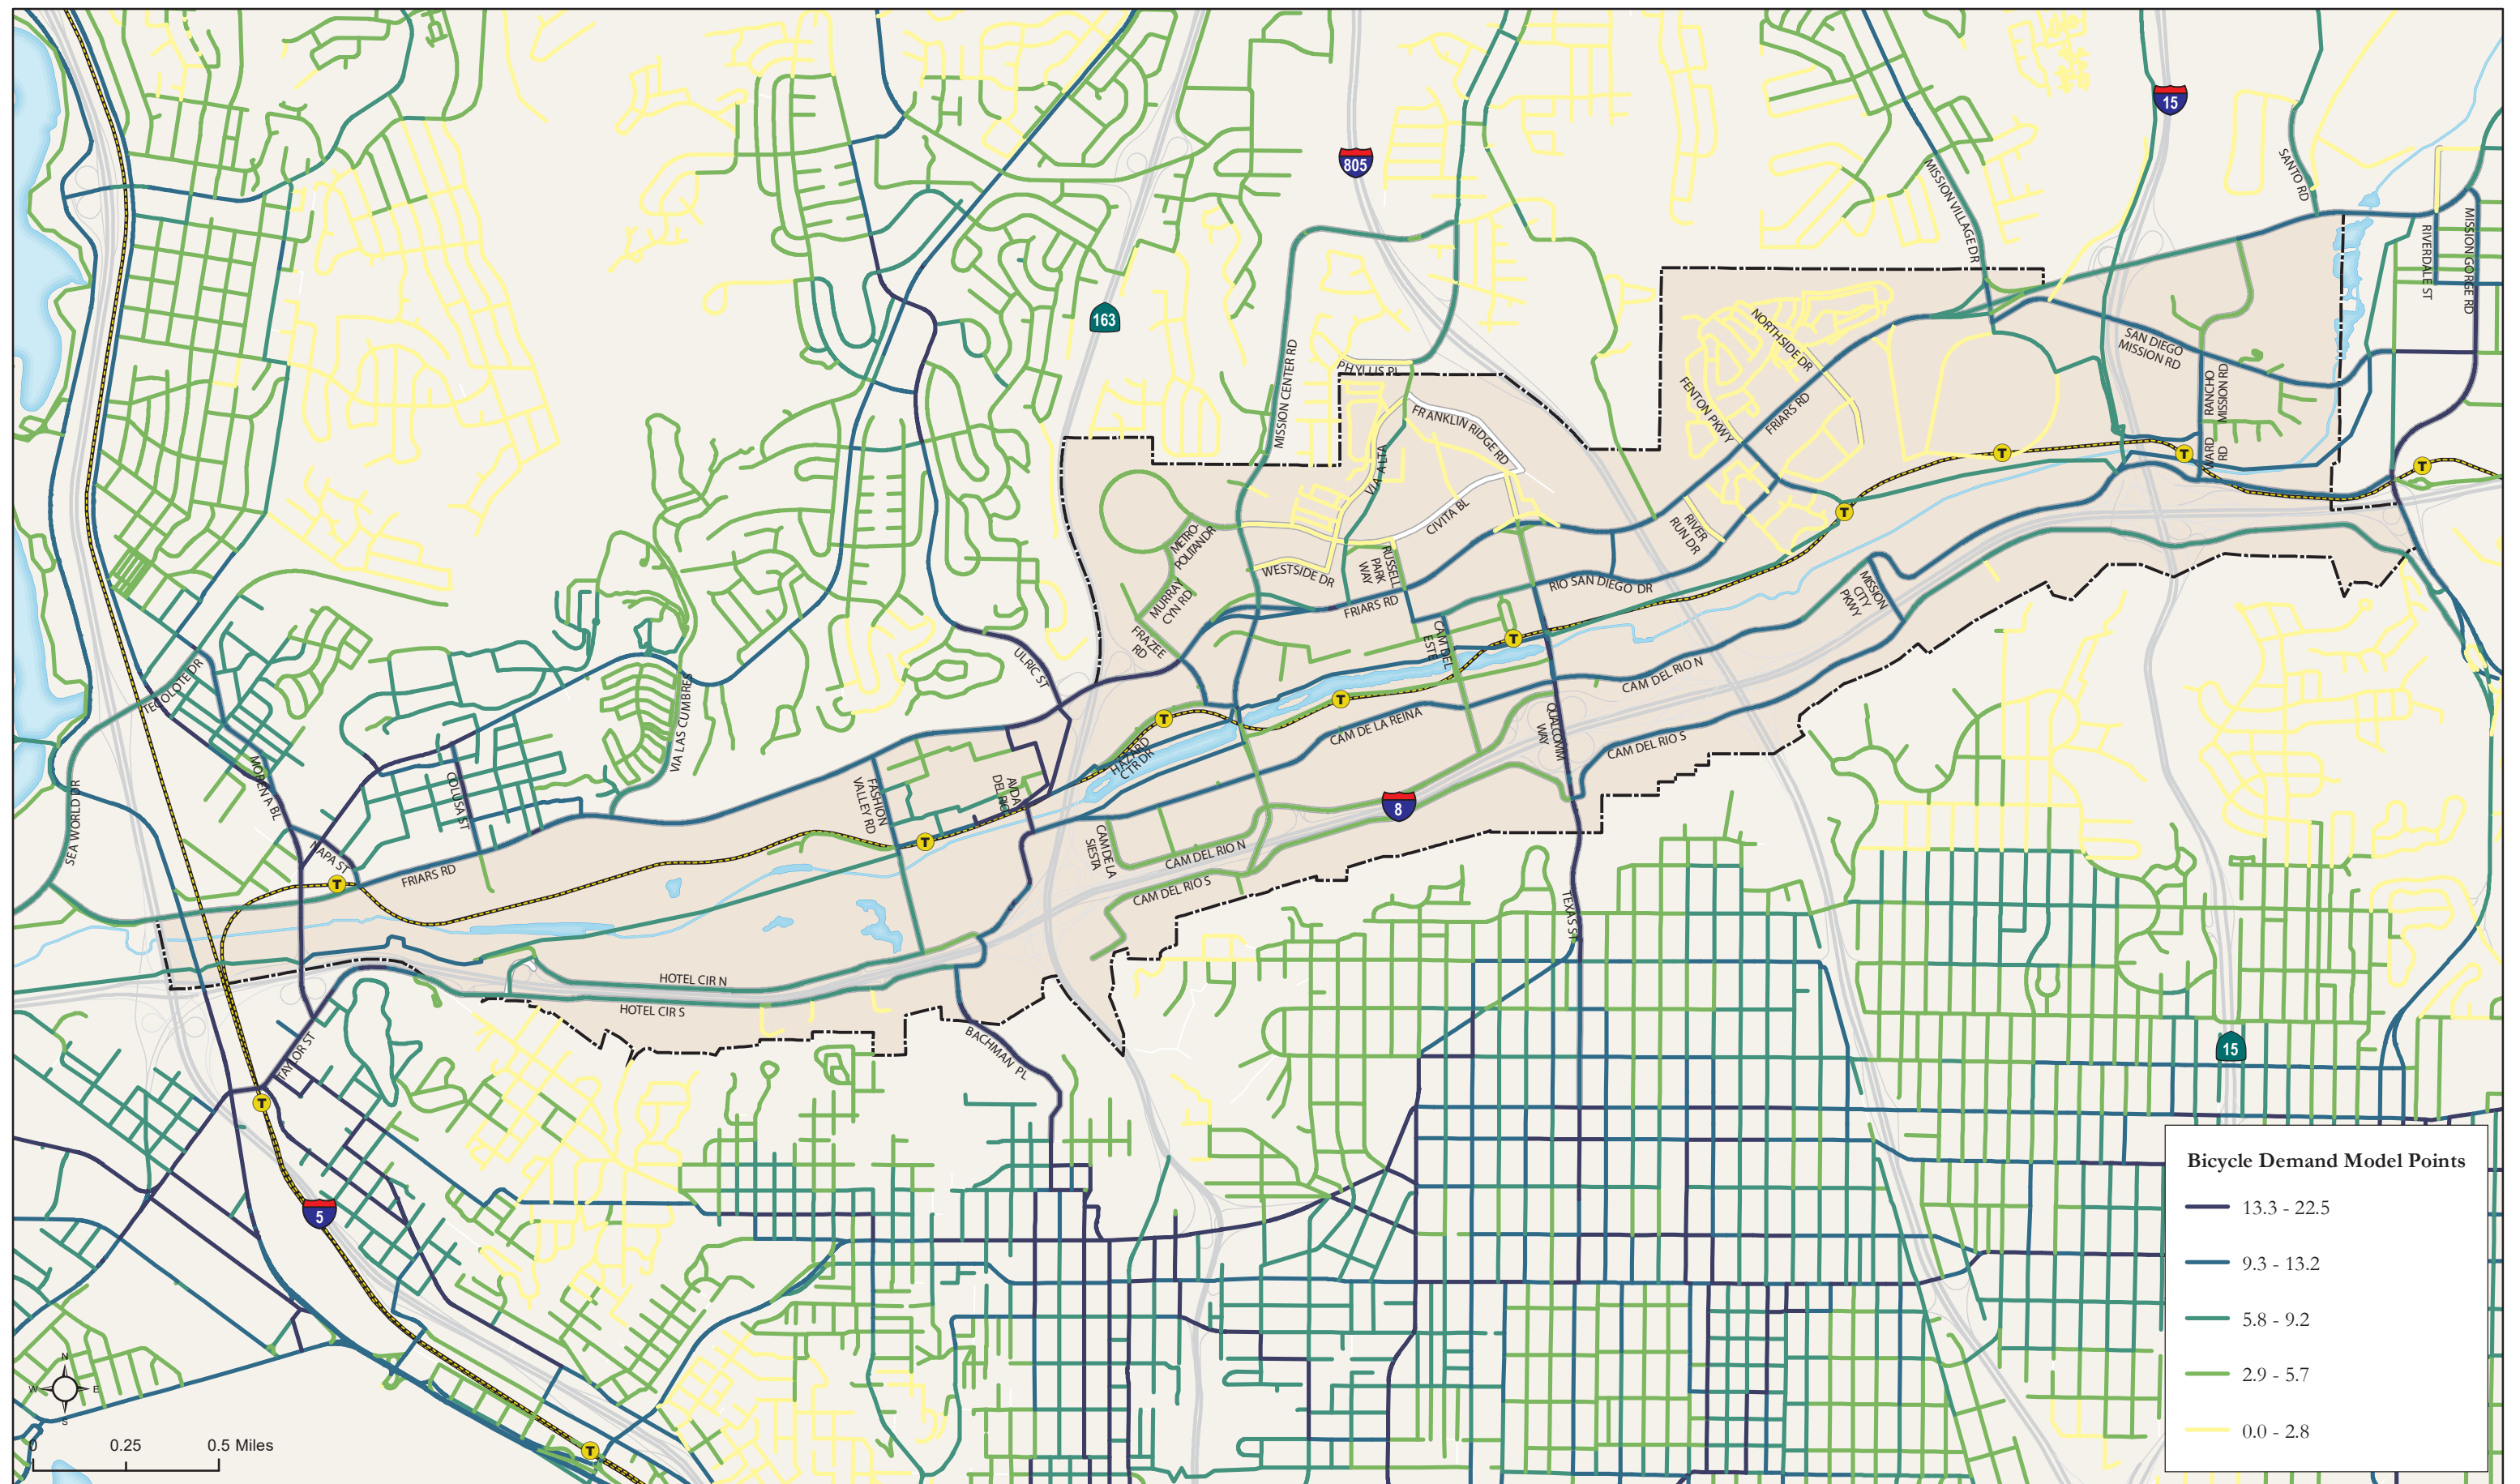 15
805
SANTO RD
MISSION VILLAGE DR
RIVERDALE ST
MISSION GORGE RD
163
NORTHSIDE DR
MISSION CENTER RD
PHYLLIS PL
SAN DIEGO
MISSION RD
FENTON PKWY
FRIARS RD
RANCHO
MISSION RD
FRANKLIN RIDGE RD
VIA ALTA
WARD
RD
T
T
T
CIVITA BL
T
METRO-
POLITAN DR
RIVER
RUN DR
WESTSIDE DR
RUSSELL
PARK
WAY
MURRAY
CYN RD
RIO SAN DIEGO DR
MISSION
CITY
PKWY
FRIARS RD
FRAZEE
RD
CAM DEL
ESTE
T
ULRIC ST
TECOLOTE DR
CAM DEL RIO N
VIA LAS CUMBRES
T
T
CAM DE LA REINA
QUALCOMM
WAY
CAM DEL RIO S
HAZARD
CTR DR
MORENA BL
COLUSA ST
FASHION
VALLEY RD
AVDA
DEL RIO
SEA WORLD DR
8
T
NAPA ST
CAM DE LA
SIESTA
CAM DEL RIO N
T
FRIARS RD
CAM DEL RIO S
TEXAS ST
HOTEL CIR N
HOTEL CIR S
BACHMAN PL
TAYLOR ST
15
T
5
Bicycle Demand Model Points
13.3 - 22.5
9.3 - 13.2
5.8 - 9.2
2.9 - 5.7
0.0 - 2.8
N
W E
S
0 0.25 0.5 Miles
T